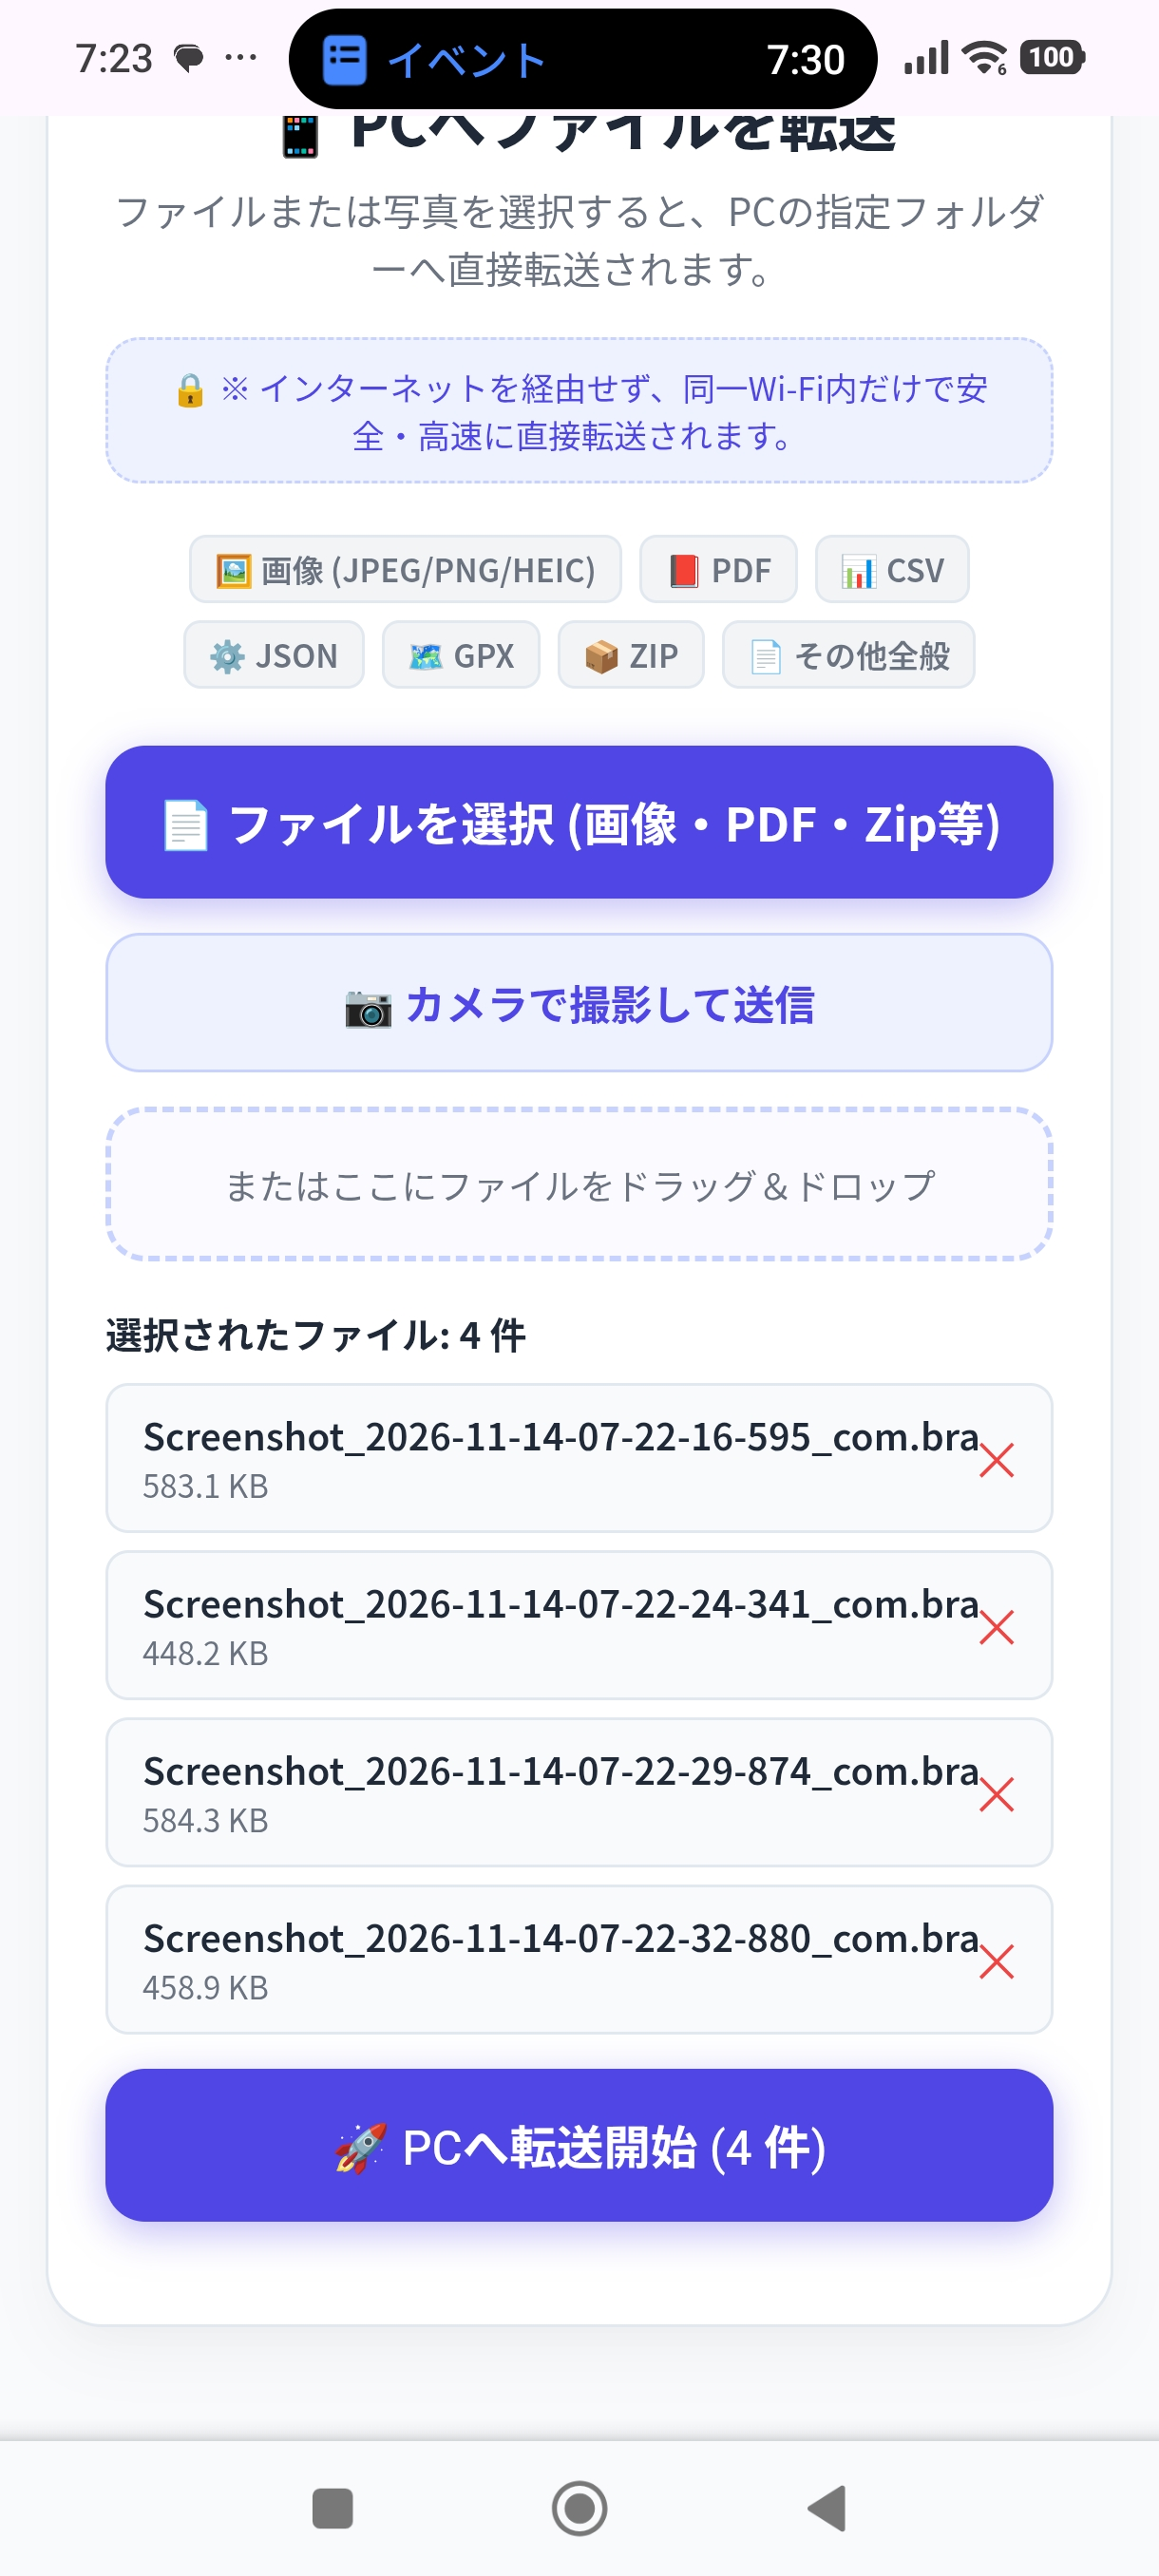 7:23 … イベント 7:30 6 100
PCへファイルを転送
ファイルまたは写真を選択すると、PCの指定フォルダ
ーへ直接転送されます。
🔒 ※ インターネットを経由せず、同一Wi-Fi内だけで安
全・高速に直接転送されます。
🖼️ 画像 (JPEG/PNG/HEIC) 📕 PDF 📊 CSV
⚙️ JSON 🗺️ GPX 📦 ZIP 📄 その他全般
📄 ファイルを選択 (画像・PDF・Zip等)
📷 カメラで撮影して送信
またはここにファイルをドラッグ＆ドロップ
選択されたファイル: 4 件
Screenshot_2026-11-14-07-22-16-595_com.bra
583.1 KB
Screenshot_2026-11-14-07-22-24-341_com.bra
448.2 KB
Screenshot_2026-11-14-07-22-29-874_com.bra
584.3 KB
Screenshot_2026-11-14-07-22-32-880_com.bra
458.9 KB
🚀 PCへ転送開始 (4 件)